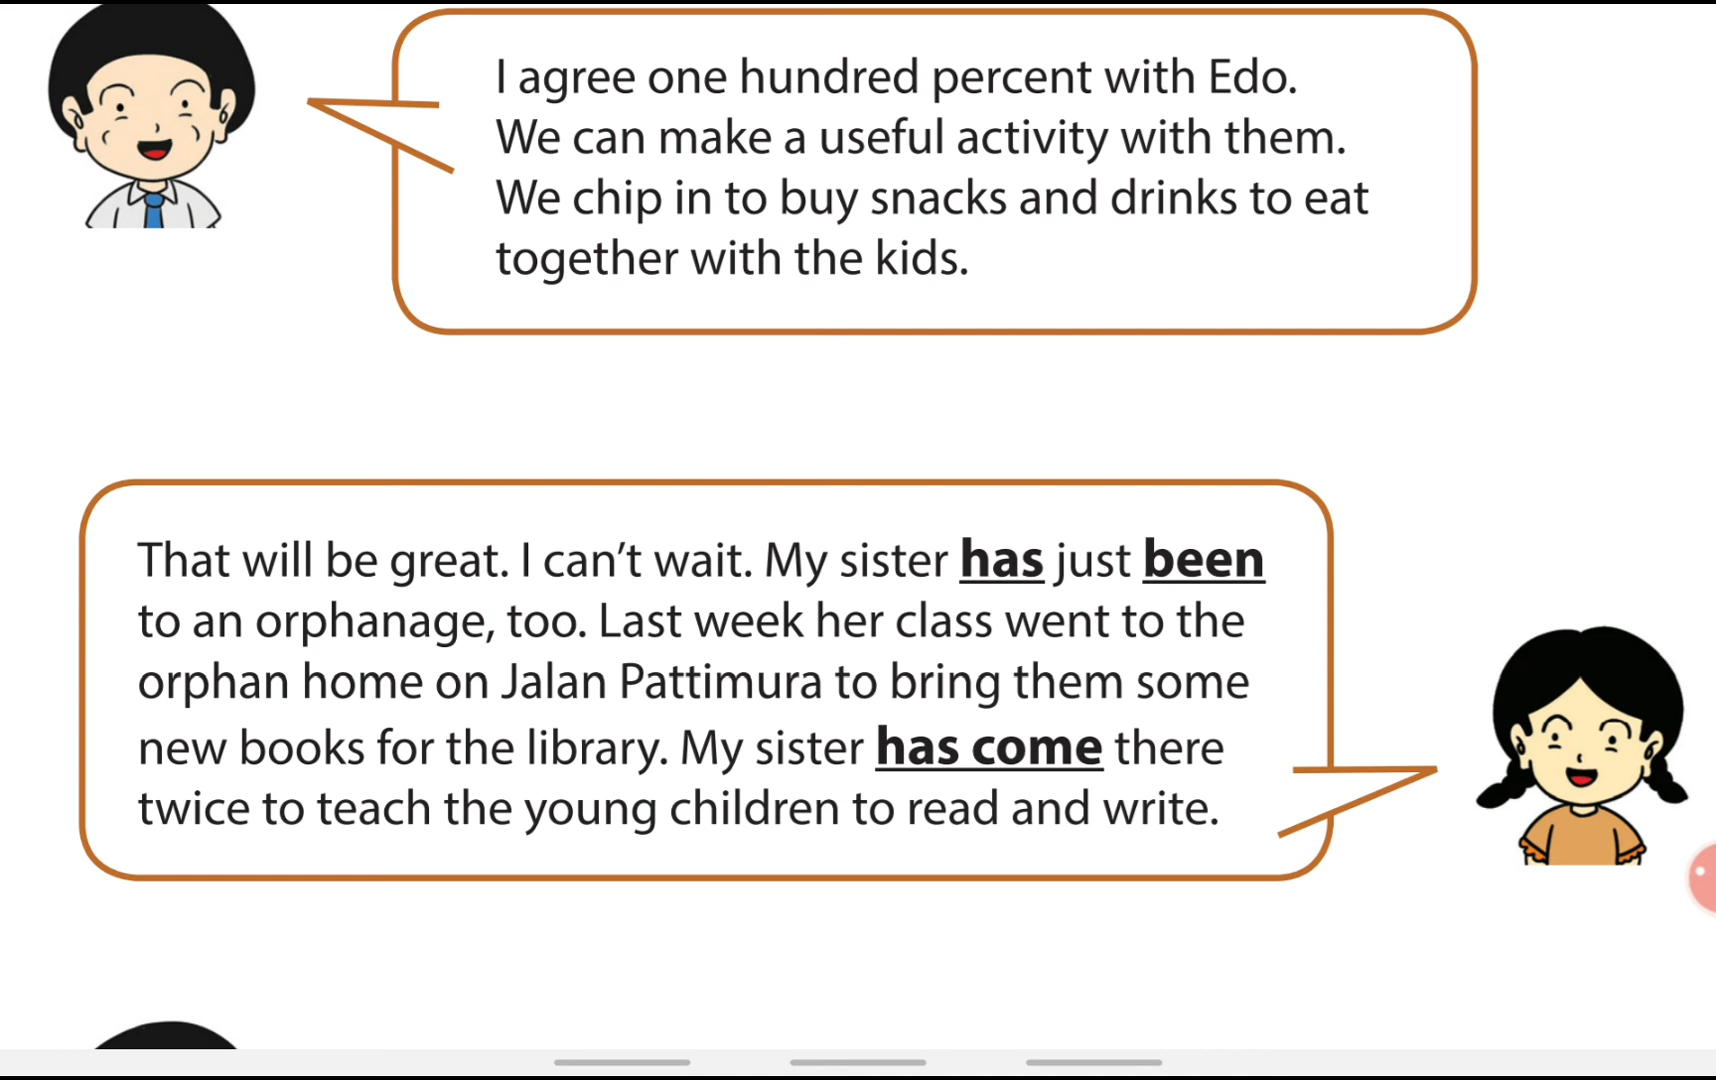 I agree one hundred percent with Edo.
We can make a useful activity with them.
We chip in to buy snacks and drinks to eat
together with the kids.
That will be great. I can’t wait. My sister has just been
to an orphanage, too. Last week her class went to the
orphan home on Jalan Pattimura to bring them some
new books for the library. My sister has come there
twice to teach the young children to read and write.